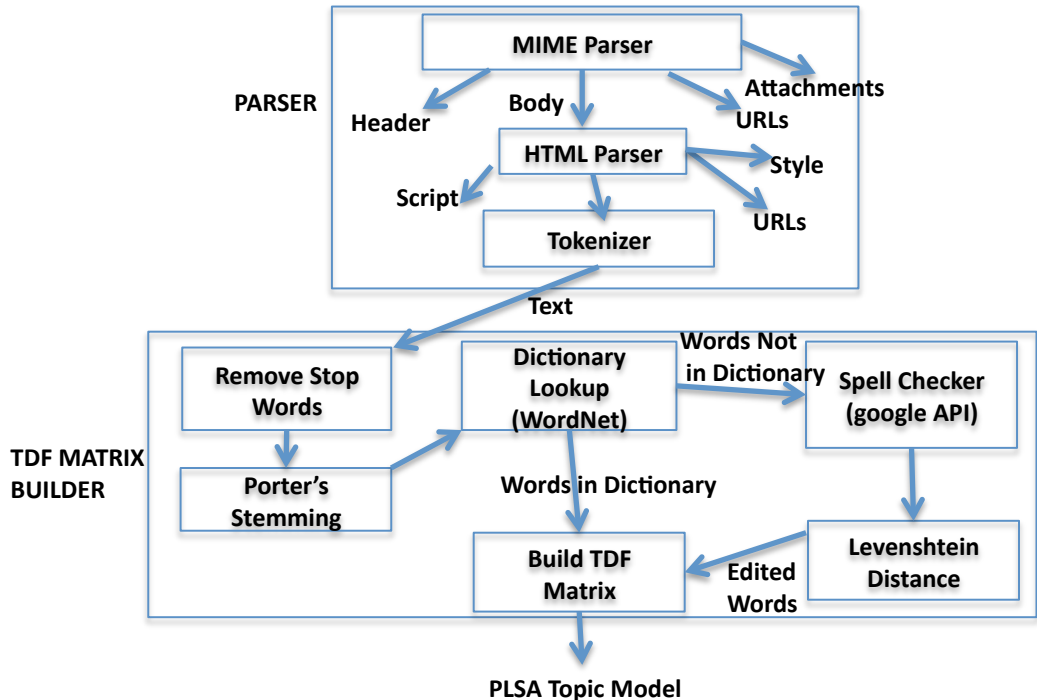 MIME Parser
Attachments
PARSER
Body
URLs
Header
HTML Parser
Style
Script
URLs
Tokenizer
Text
Words Not
in Dictionary
Remove Stop
Words
Dictionary
Lookup
(WordNet)
Spell Checker
(google API)
TDF MATRIX
BUILDER
Porter’s
Stemming
Words in Dictionary
Build TDF
Matrix
Edited
Words
Levenshtein
Distance
PLSA Topic Model